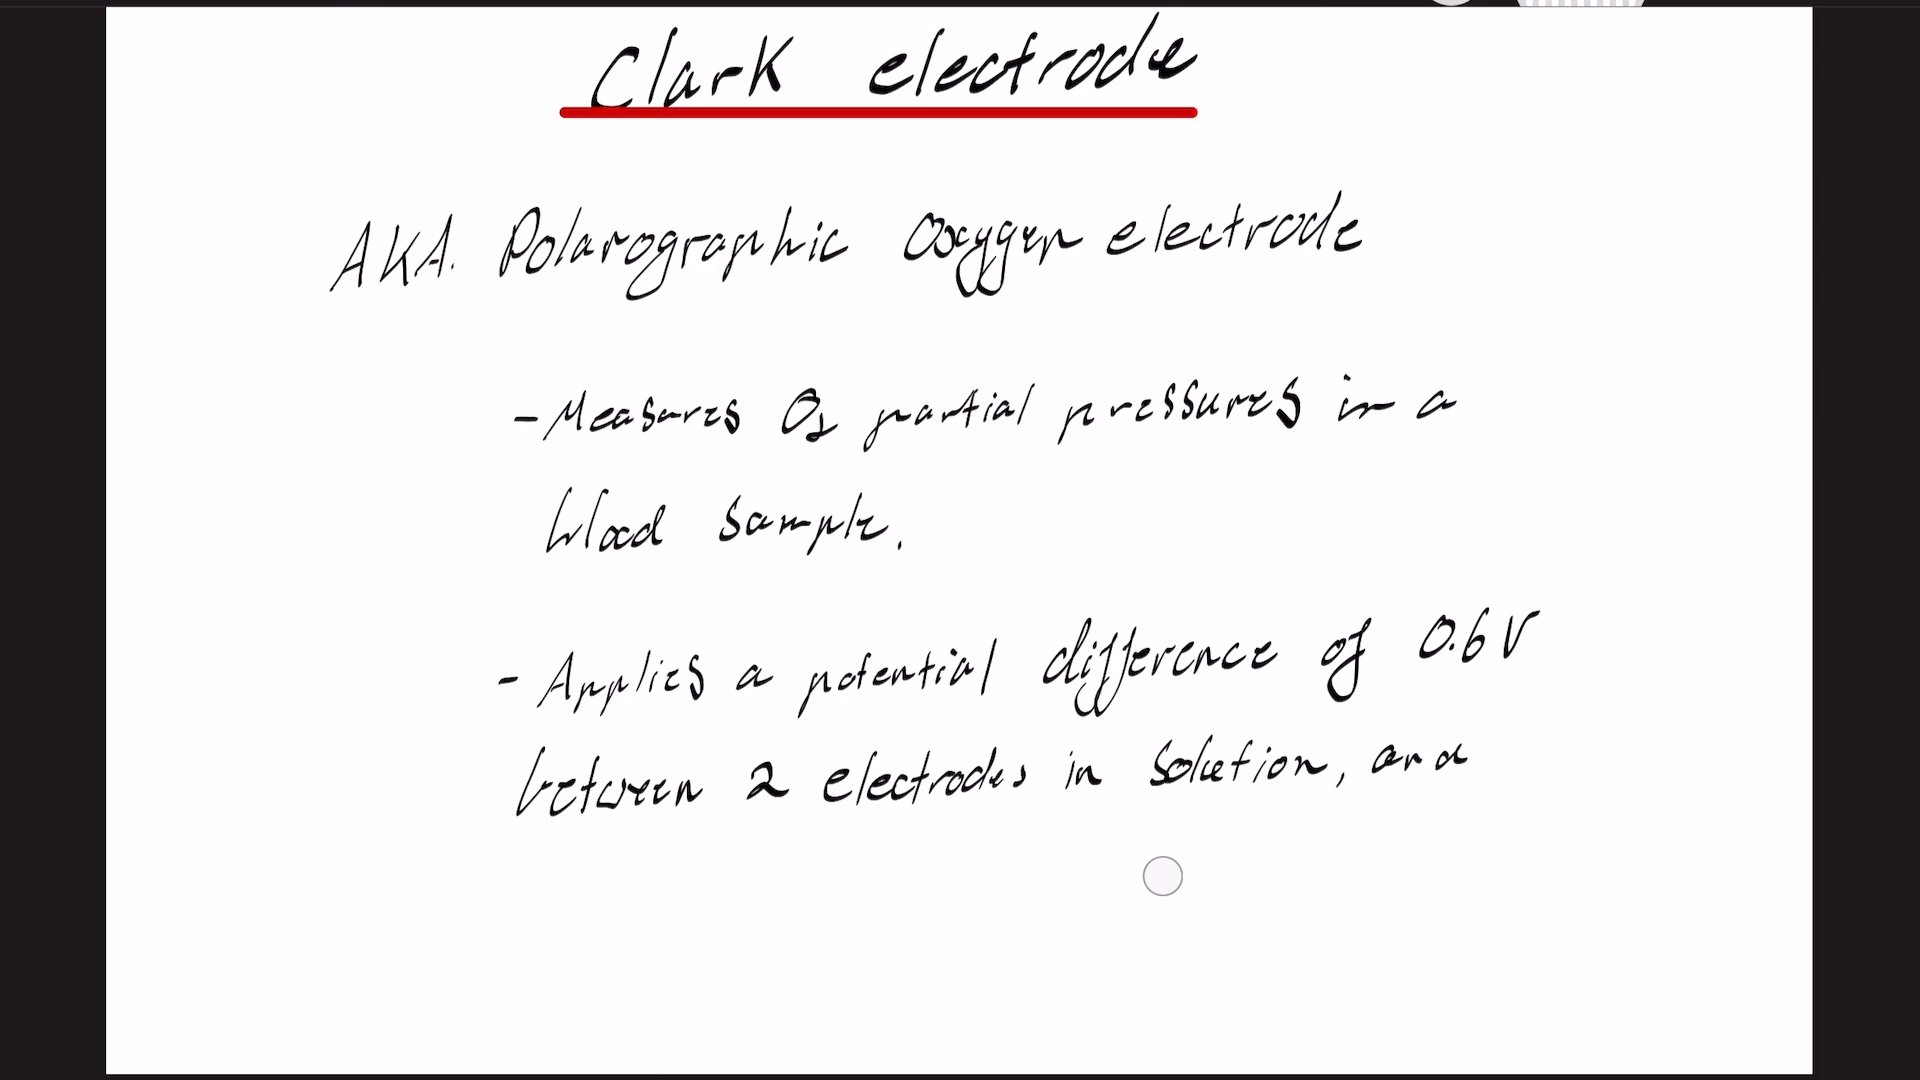 Clark electrode
AKA. Polarographic Oxygen electrode
- Measures O2 partial pressures in a
blood sample.
- Applies a potential difference of 0.6V
between 2 electrodes in solution, and